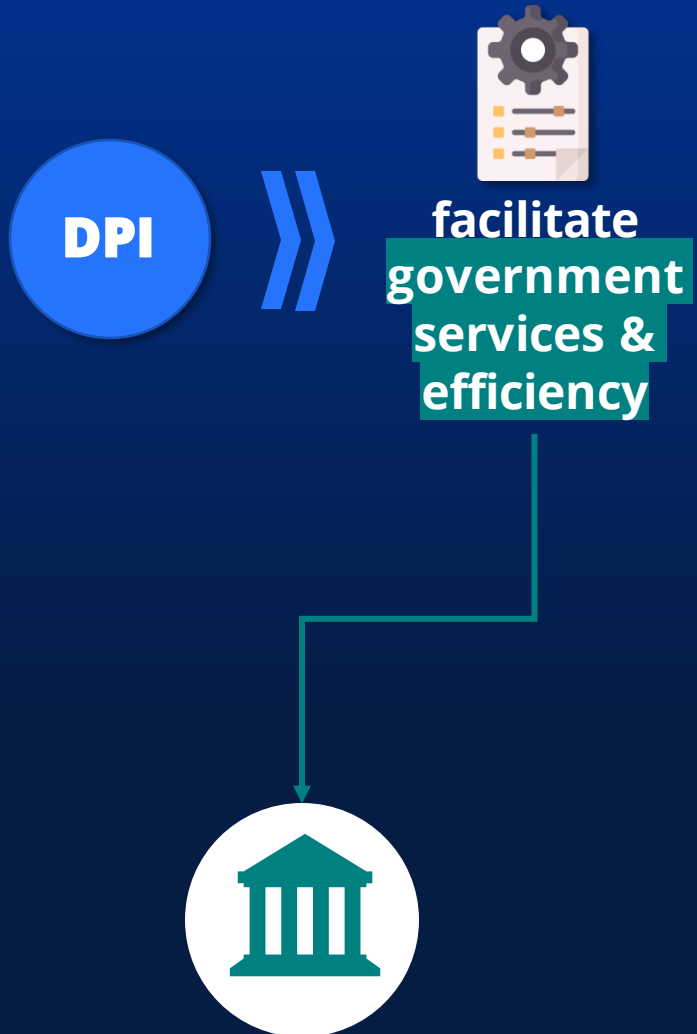 DPI
facilitate
government
services &
efficiency